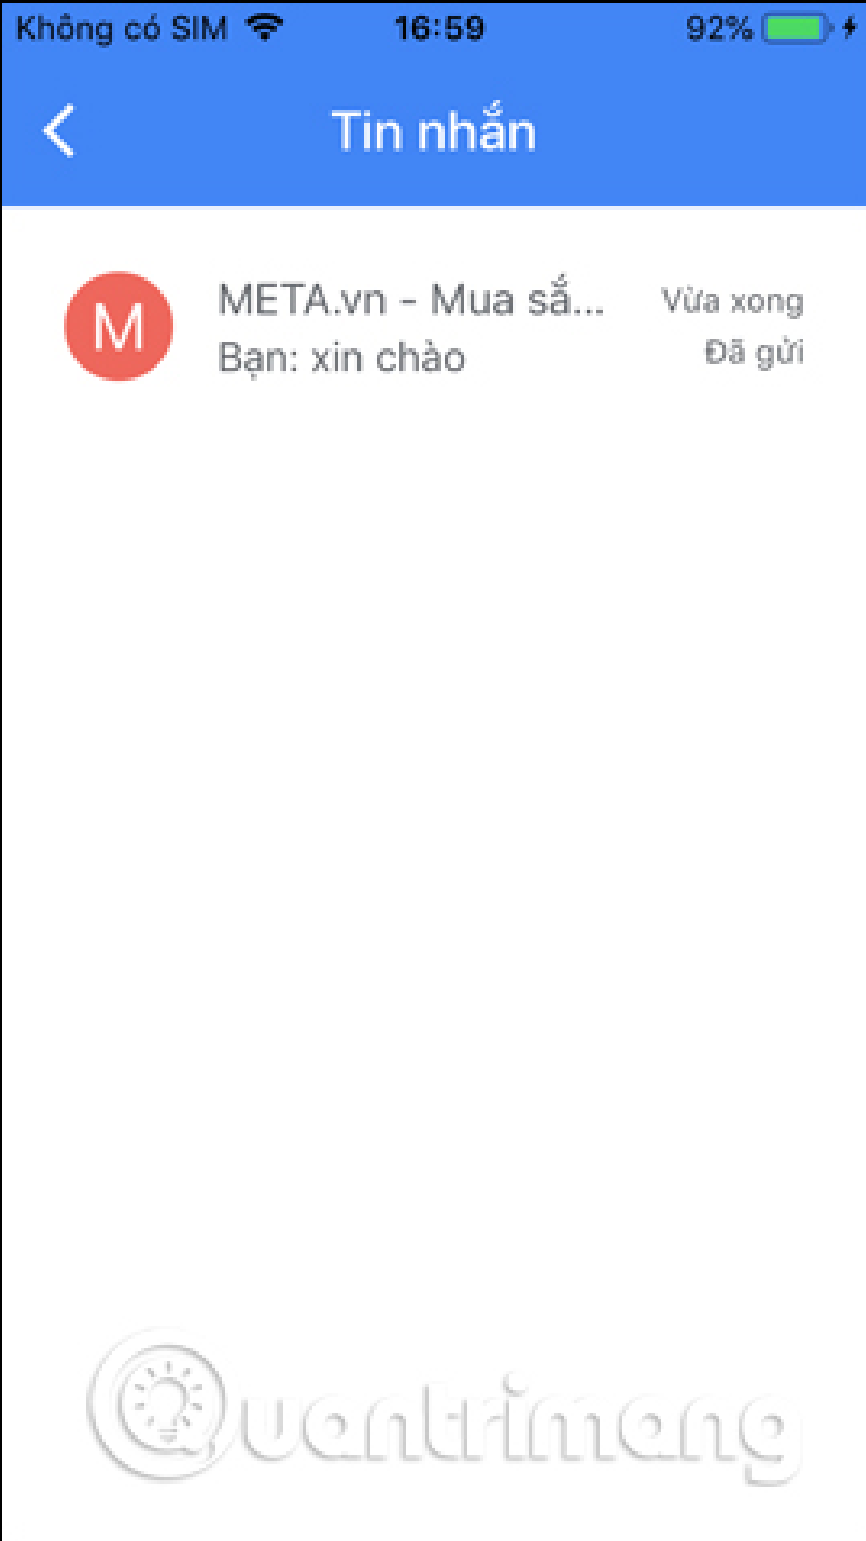 Không có SIM 16:59 92%
Tin nhắn
META.vn - Mua sắ... Vừa xong
Bạn: xin chào Đã gửi
M
Quantrimang